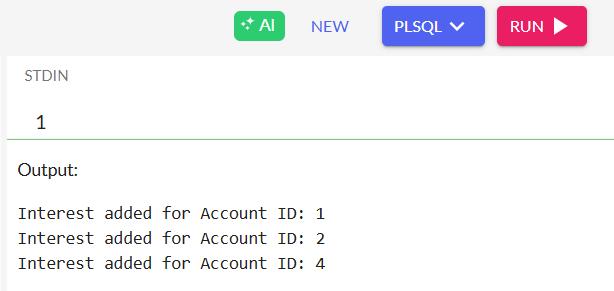 AI NEW PLSQL RUN
STDIN
1
Output:
Interest added for Account ID: 1
Interest added for Account ID: 2
Interest added for Account ID: 4